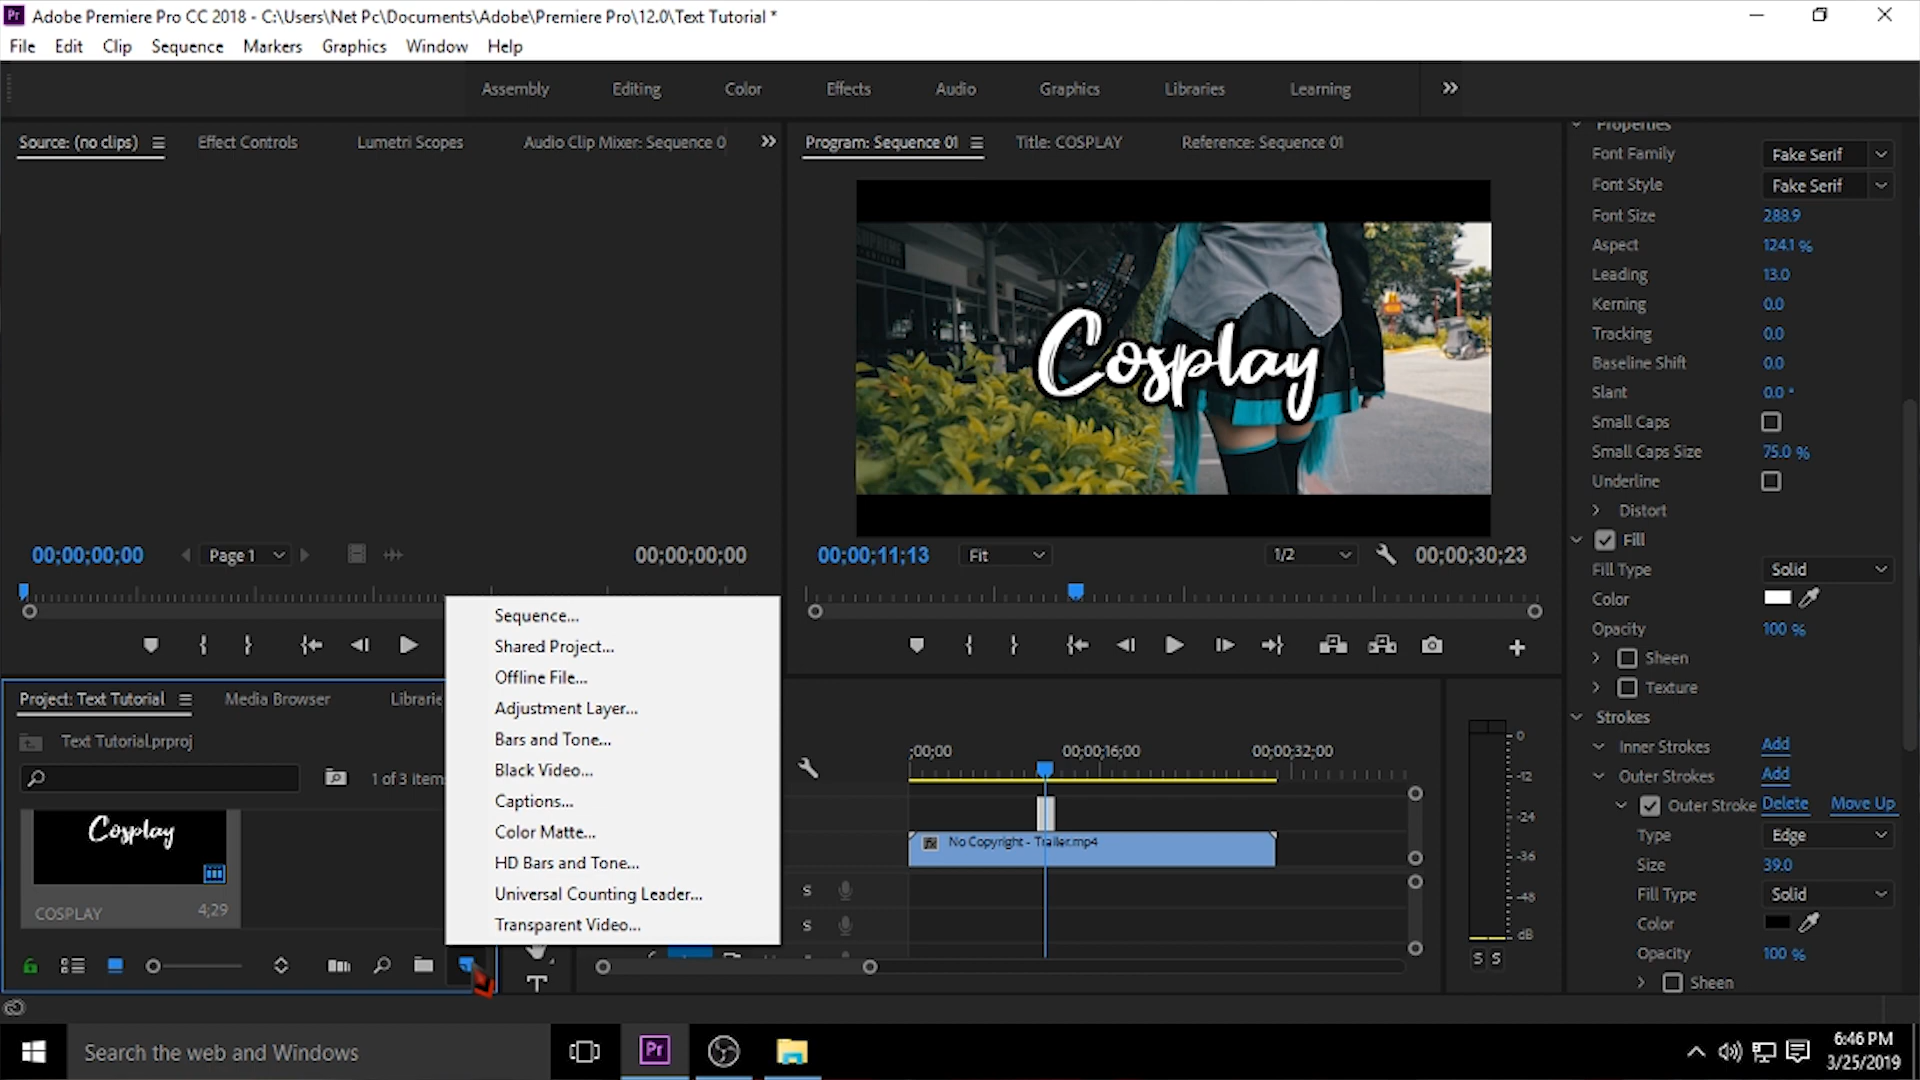 Adobe Premiere Pro CC 2018 - C:\Users\Net Pc\Documents\Adobe\Premiere Pro\12.0\Text Tutorial *
File Edit Clip Sequence Markers Graphics Window Help
Assembly Editing Color Effects Audio Graphics Libraries Learning
Source: (no clips) Effect Controls Lumetri Scopes Audio Clip Mixer: Sequence 0
Program: Sequence 01 Title: COSPLAY Reference: Sequence 01
Cosplay
00;00;00;00 Page 1 00;00;00;00
00;00;11;13 Fit 1/2 00;00;30;23
Sequence...
Shared Project...
Offline File...
Adjustment Layer...
Bars and Tone...
Black Video...
Captions...
Color Matte...
HD Bars and Tone...
Universal Counting Leader...
Transparent Video...
Project: Text Tutorial Media Browser Librarie
Text Tutorial.prproj
1 of 3 item
Cosplay
COSPLAY 4;29
;00;00 00;00;16;00 00;00;32;00
No Copyright - Trailer.mp4
S
S
0
-12
-24
-36
-48
dB
S S
Properties
Font Family Fake Serif
Font Style Fake Serif
Font Size 288.9
Aspect 124.1 %
Leading 13.0
Kerning 0.0
Tracking 0.0
Baseline Shift 0.0
Slant 0.0 °
Small Caps
Small Caps Size 75.0 %
Underline
Distort
Fill
Fill Type Solid
Color
Opacity 100 %
Sheen
Texture
Strokes
Inner Strokes Add
Outer Strokes Add
Outer Stroke Delete Move Up
Type Edge
Size 39.0
Fill Type Solid
Color
Opacity 100 %
Sheen
Search the web and Windows
Pr
6:46 PM
3/25/2019